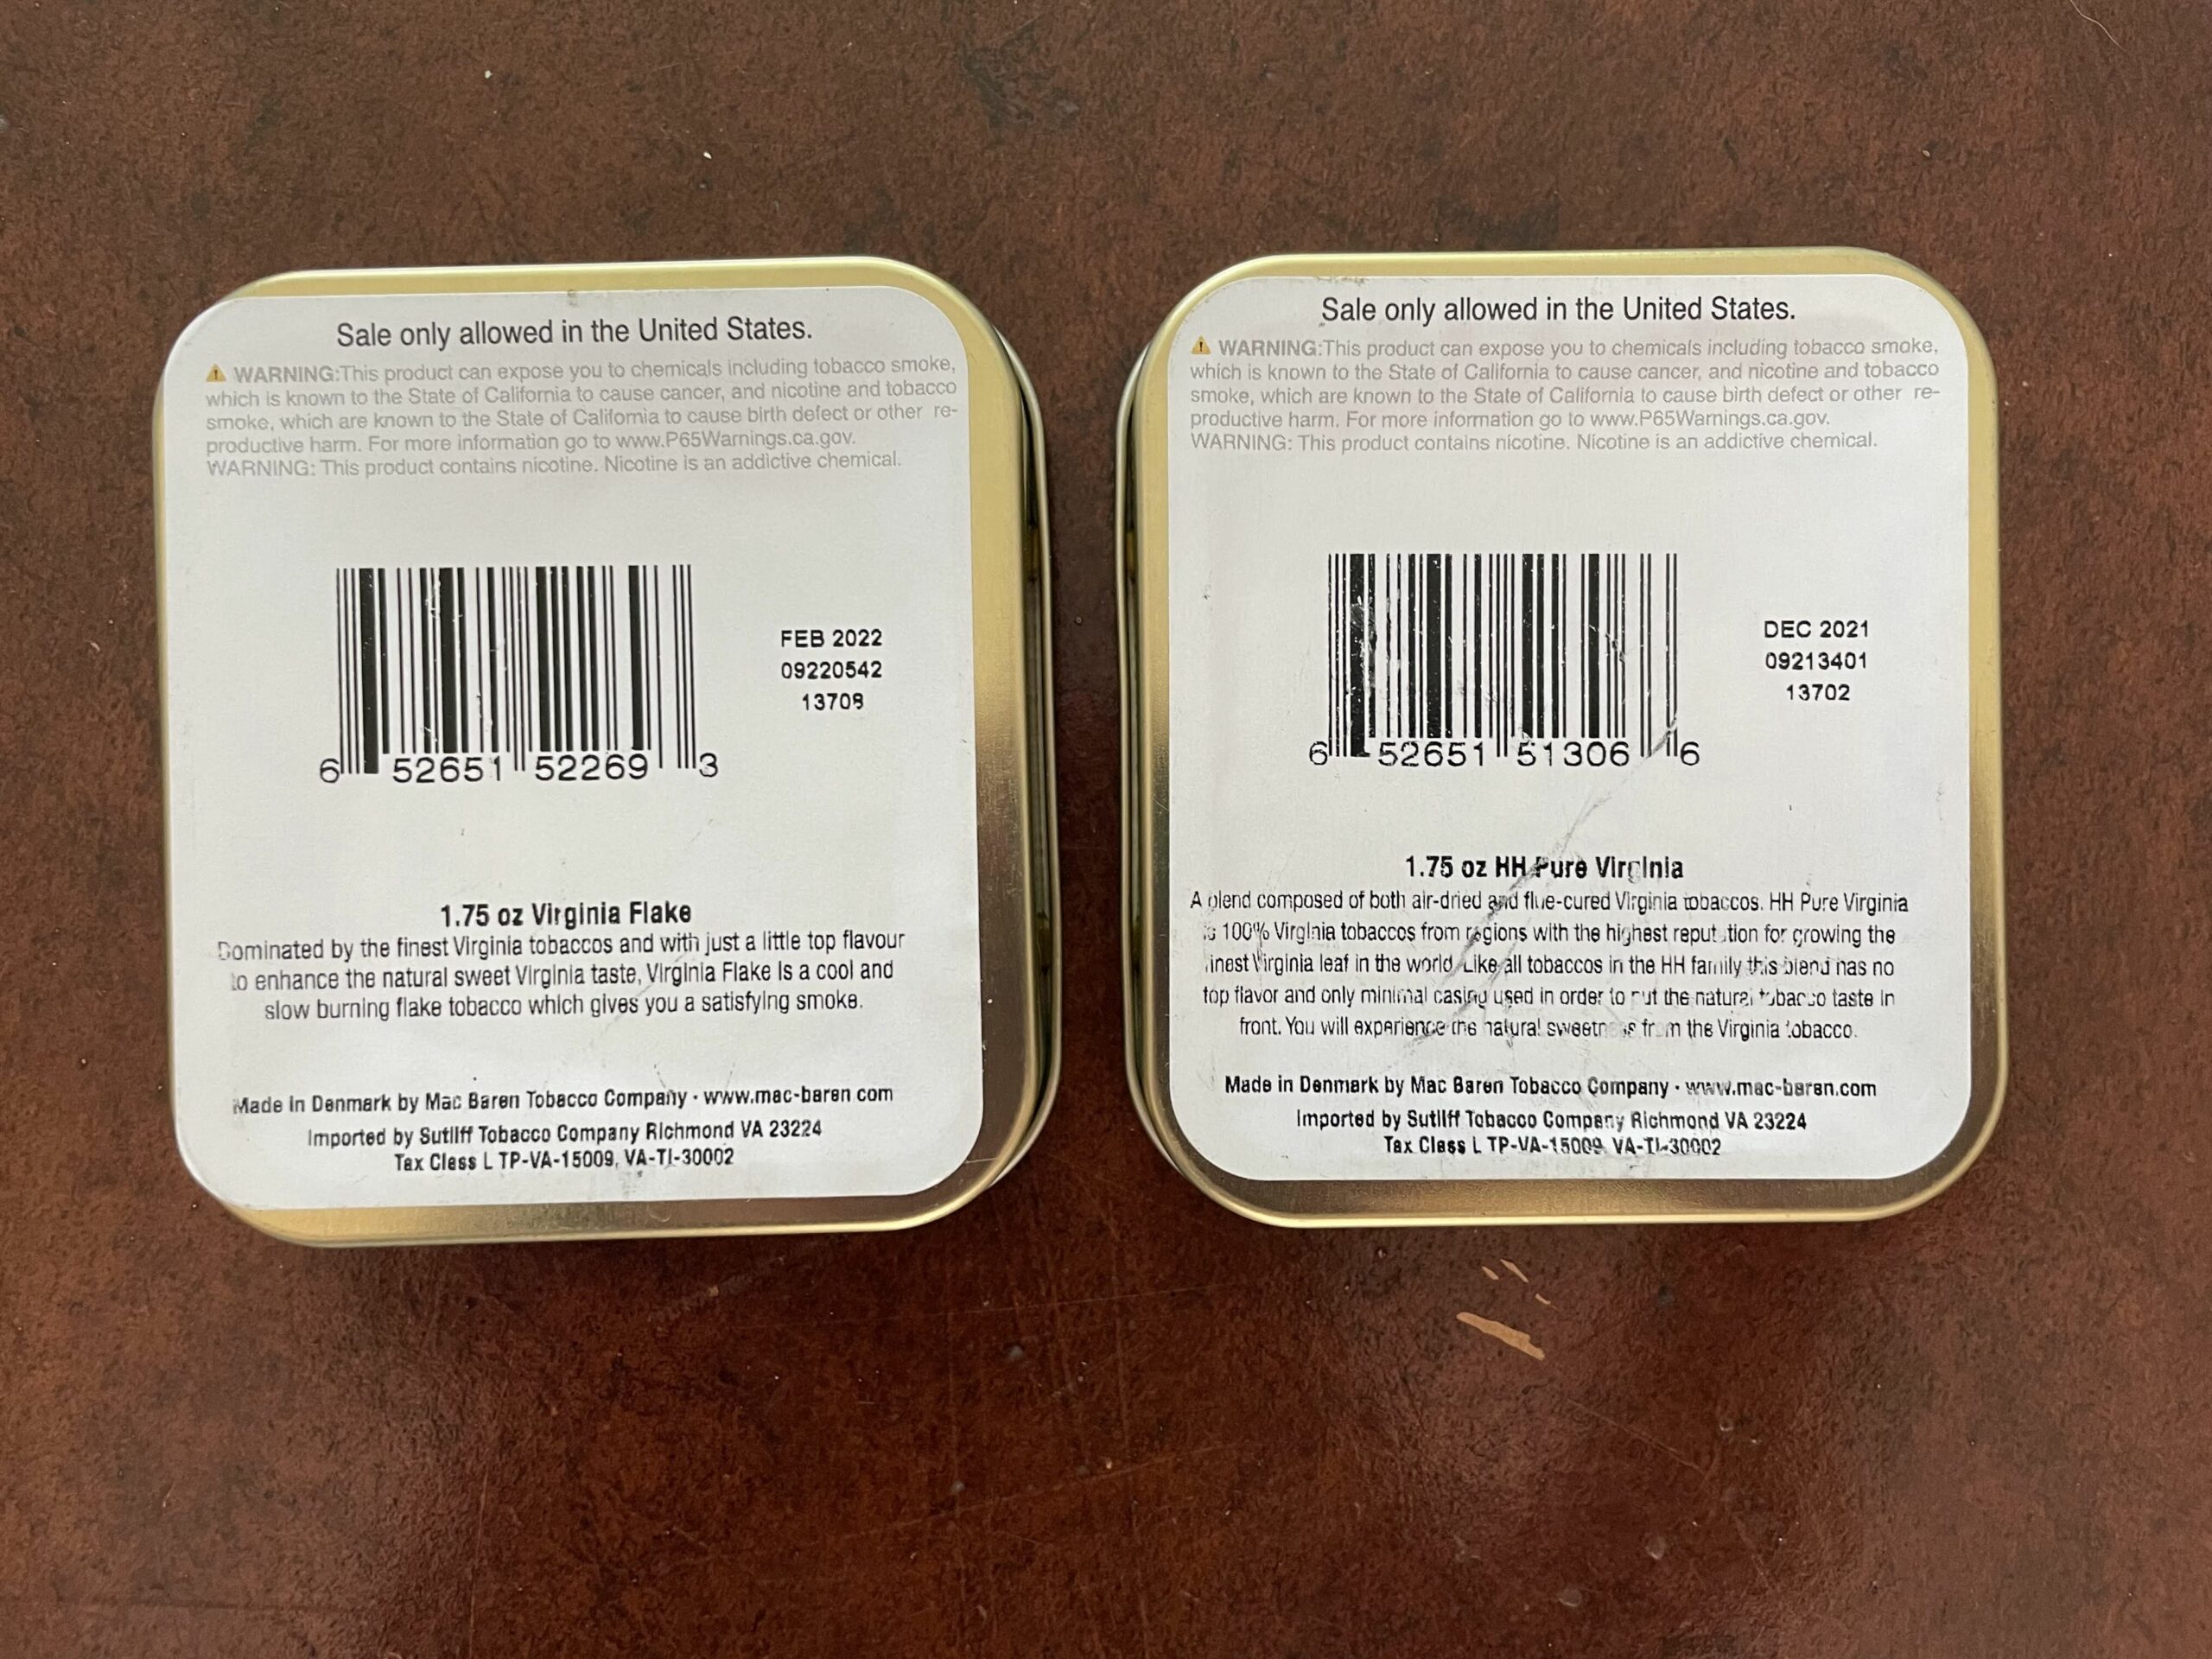 Sale only allowed in the United States.
⚠ WARNING:This product can expose you to chemicals including tobacco smoke,
which is known to the State of California to cause cancer, and nicotine and tobacco
smoke, which are known to the State of California to cause birth defect or other re-
productive harm. For more information go to www.P65Warnings.ca.gov.
WARNING: This product contains nicotine. Nicotine is an addictive chemical.
FEB 2022
09220542
13708
6 52651 52269 3
1.75 oz Virginia Flake
Dominated by the finest Virginia tobaccos and with just a little top flavour
to enhance the natural sweet Virginia taste, Virginia Flake is a cool and
slow burning flake tobacco which gives you a satisfying smoke.
Made in Denmark by Mac Baren Tobacco Company · www.mac-baren.com
Imported by Sutliff Tobacco Company Richmond VA 23224
Tax Class L TP-VA-15009, VA-TI-30002
Sale only allowed in the United States.
⚠ WARNING:This product can expose you to chemicals including tobacco smoke,
which is known to the State of California to cause cancer, and nicotine and tobacco
smoke, which are known to the State of California to cause birth defect or other re-
productive harm. For more information go to www.P65Warnings.ca.gov.
WARNING: This product contains nicotine. Nicotine is an addictive chemical.
DEC 2021
09213401
13702
6 52651 51306 6
1.75 oz HH Pure Virginia
A blend composed of both air-dried and flue-cured Virginia tobaccos. HH Pure Virginia
is 100% Virginia tobaccos from regions with the highest reputation for growing the
finest Virginia leaf in the world. Like all tobaccos in the HH family this blend has no
top flavor and only minimal casing used in order to put the natural tobacco taste in
front. You will experience the natural sweetness from the Virginia tobacco.
Made in Denmark by Mac Baren Tobacco Company · www.mac-baren.com
Imported by Sutliff Tobacco Company Richmond VA 23224
Tax Class L TP-VA-15009, VA-TI-30002